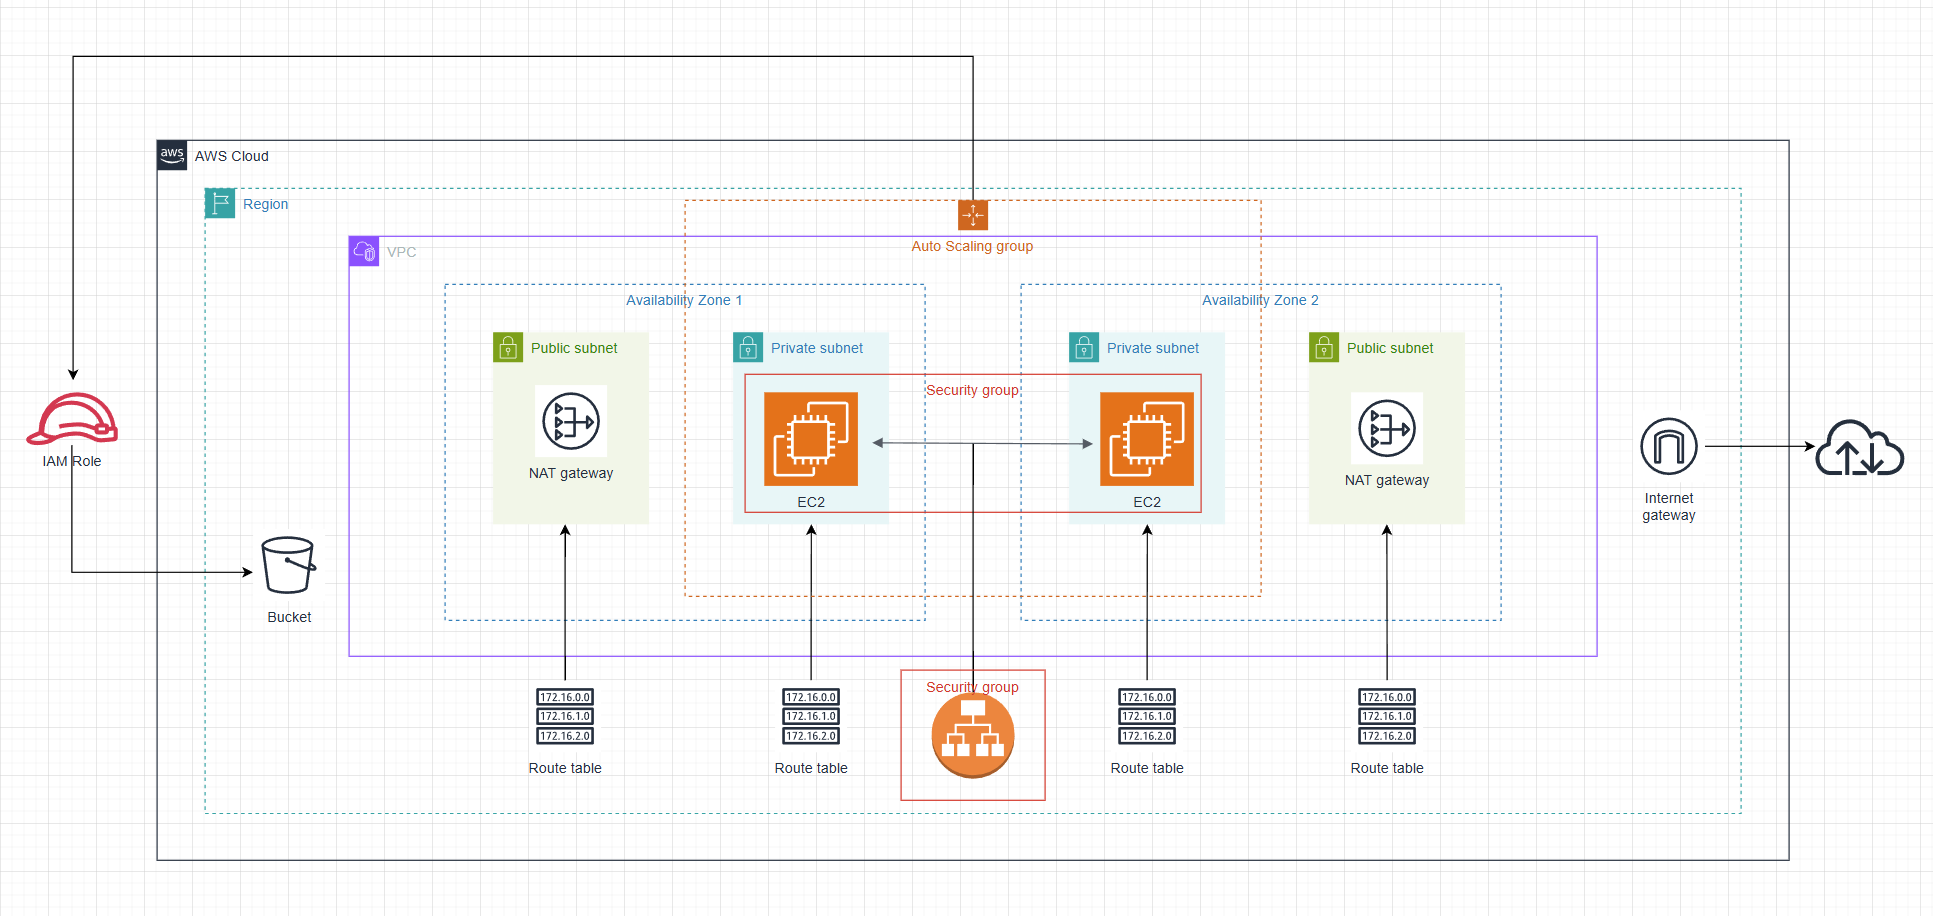 aws
AWS Cloud
Region
Auto Scaling group
VPC
Availability Zone 1
Availability Zone 2
Public subnet
Private subnet
Private subnet
Public subnet
Security group
NAT gateway
EC2
EC2
NAT gateway
IAM Role
Internet
gateway
Bucket
172.16.0.0
172.16.1.0
172.16.2.0
Route table
172.16.0.0
172.16.1.0
172.16.2.0
Route table
Security group
172.16.0.0
172.16.1.0
172.16.2.0
Route table
172.16.0.0
172.16.1.0
172.16.2.0
Route table